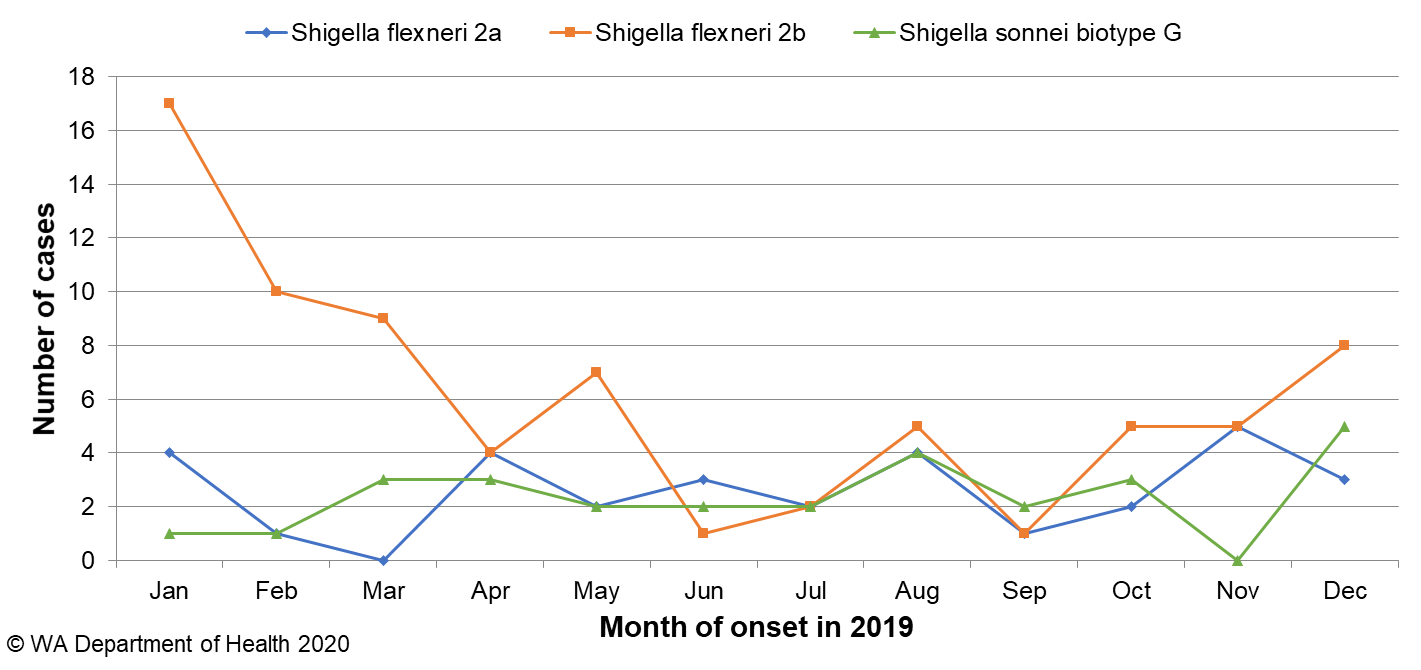 Shigella flexneri 2a Shigella flexneri 2b Shigella sonnei biotype G
18
16
14
12
10
8
6
4
2
0
Number of cases
Jan Feb Mar Apr May Jun Jul Aug Sep Oct Nov Dec
Month of onset in 2019
© WA Department of Health 2020